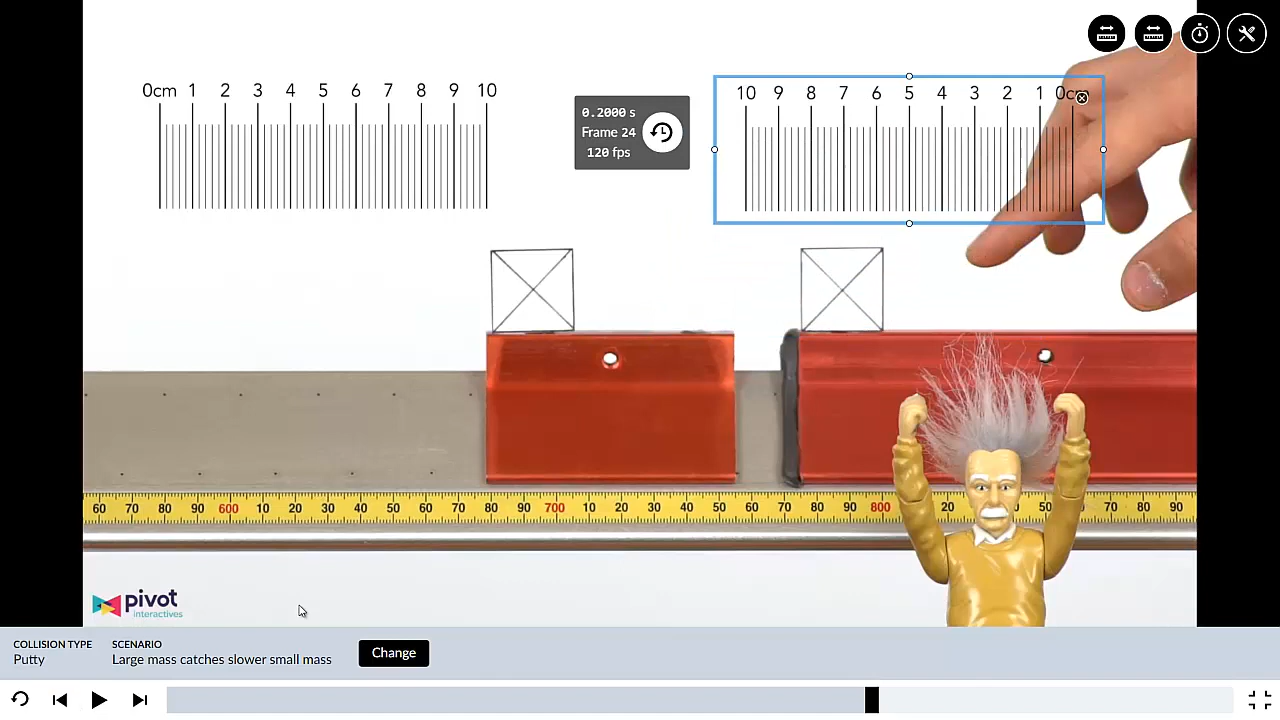 0cm 1 2 3 4 5 6 7 8 9 10
10 9 8 7 6 5 4 3 2 1 0cm
0.2000 s
Frame 24
120 fps
60 70 80 90 600 10 20 30 40 50 60 70 80 90 700 10 20 30 40 50 60 70 80 90 800 20 50 60 70 80 90
pivot
interactives
COLLISION TYPE
Putty
SCENARIO
Large mass catches slower small mass
Change